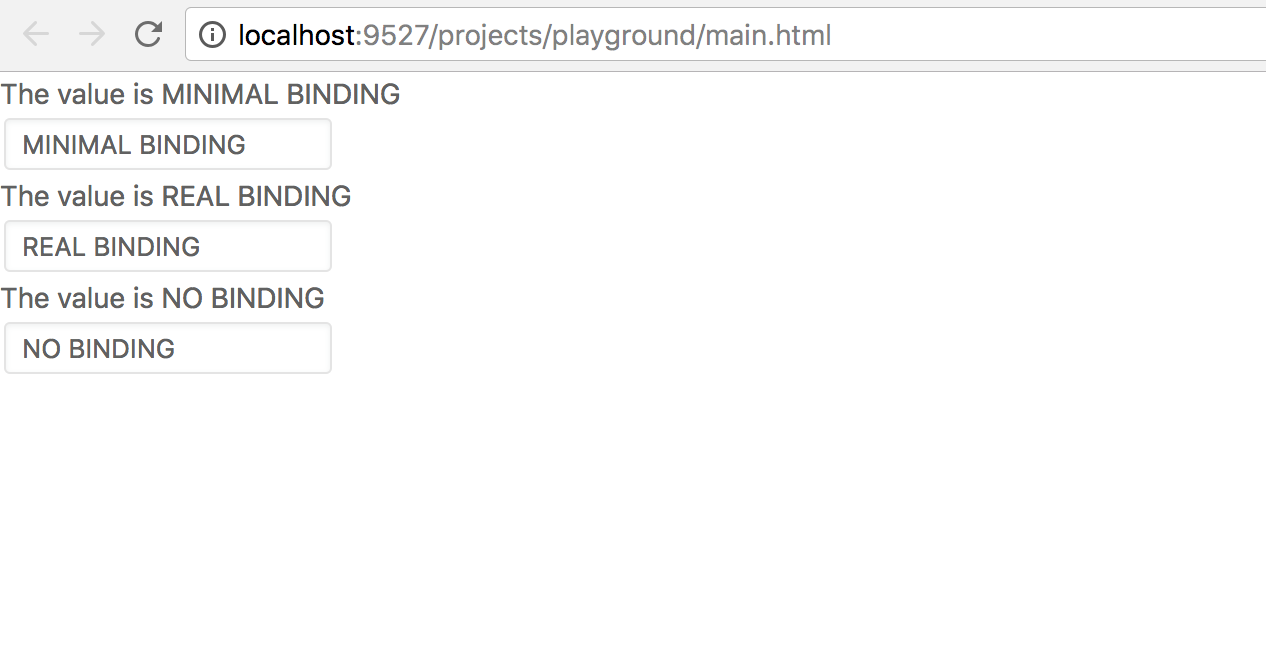 localhost:9527/projects/playground/main.html
The value is MINIMAL BINDING
MINIMAL BINDING
The value is REAL BINDING
REAL BINDING
The value is NO BINDING
NO BINDING